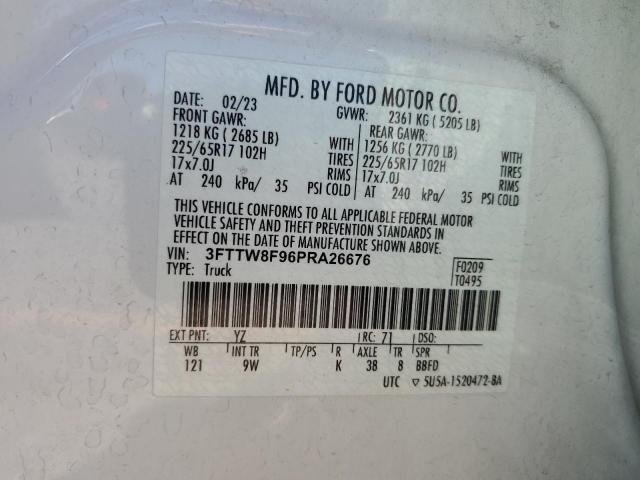 MFD. BY FORD MOTOR CO.
DATE: 02/23 GVWR: 2361 KG ( 5205 LB)
FRONT GAWR: REAR GAWR:
1218 KG ( 2685 LB) 1256 KG ( 2770 LB)
225/65R17 102H TIRES 225/65R17 102H TIRES
17x7.0J RIMS 17x7.0J RIMS
AT 240 kPa/ 35 PSI COLD AT 240 kPa/ 35 PSI COLD
THIS VEHICLE CONFORMS TO ALL APPLICABLE FEDERAL MOTOR
VEHICLE SAFETY AND THEFT PREVENTION STANDARDS IN
EFFECT ON THE DATE OF MANUFACTURE SHOWN ABOVE.
VIN: 3FTTW8F96PRA26676 F0209
TYPE: Truck T0495
EXT PNT: YZ RC: 71 DSO:
WB INT TR TP/PS R AXLE TR SPR
121 9W K 38 8 BBFD
UTC ▽ 5U5A-1520472-BA